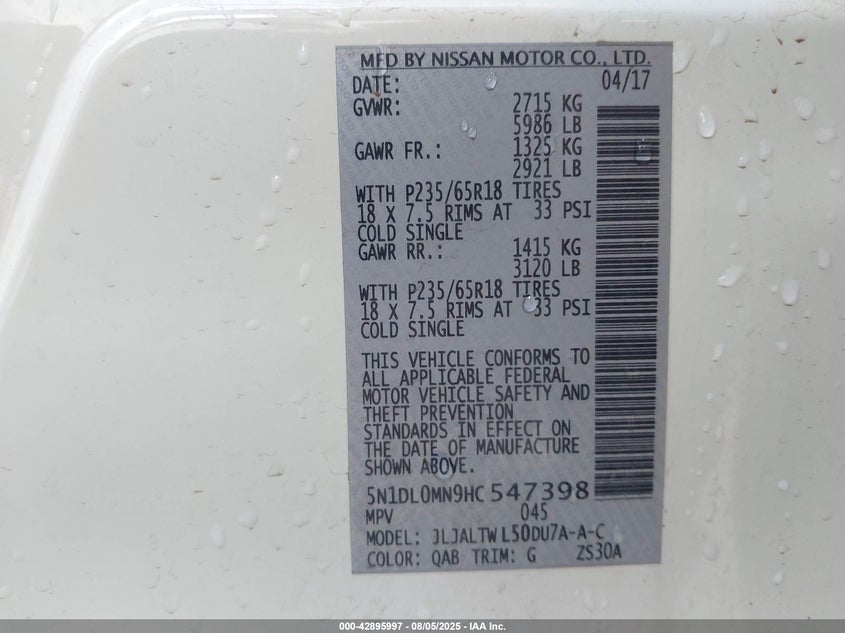 MFD BY NISSAN MOTOR CO., LTD.
DATE: 04/17
GVWR: 2715 KG
5986 LB
GAWR FR.: 1325 KG
2921 LB
WITH P235/65R18 TIRES
18 X 7.5 RIMS AT 33 PSI
COLD SINGLE
GAWR RR.: 1415 KG
3120 LB
WITH P235/65R18 TIRES
18 X 7.5 RIMS AT 33 PSI
COLD SINGLE
THIS VEHICLE CONFORMS TO
ALL APPLICABLE FEDERAL
MOTOR VEHICLE SAFETY AND
THEFT PREVENTION
STANDARDS IN EFFECT ON
THE DATE OF MANUFACTURE
SHOWN ABOVE.
5N1DL0MN9HC547398
MPV 045
MODEL: JLJALTWL50DU7A-A-C
COLOR: QAB TRIM: G ZS30A
000-42895997 - 08/05/2025 - IAA Inc.